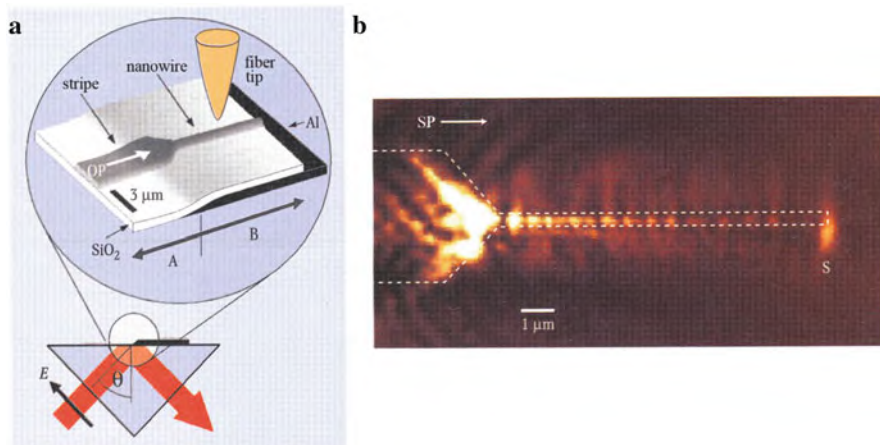 a
nanowire
fiber
tip
stripe
Al
OP
3 μm
SiO₂
A
B
E
θ
b
SP
S
1 μm